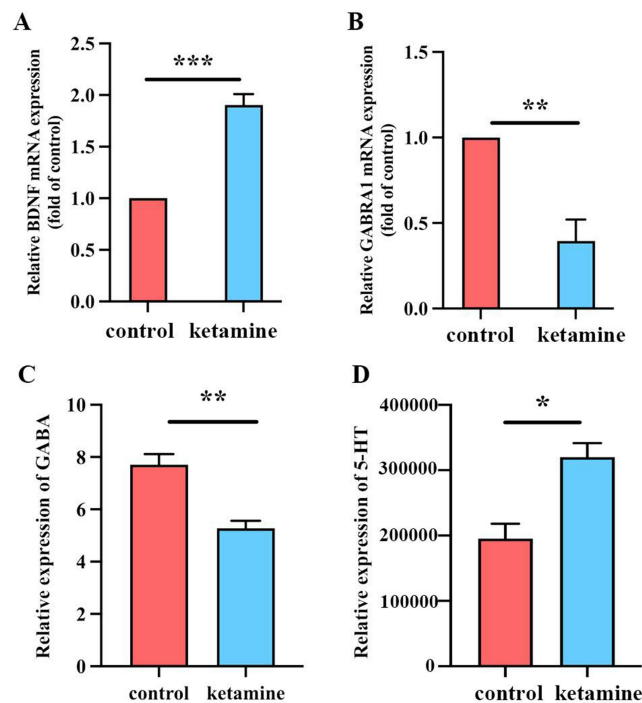 A
Relative BDNF mRNA expression
(fold of control)
2.5
2.0
1.5
1.0
0.5
0.0
***
control
ketamine
B
Relative GABRA1 mRNA expression
(fold of control)
1.5
1.0
0.5
0.0
**
control
ketamine
C
Relative expression of GABA
10
8
6
4
2
0
**
control
ketamine
D
Relative expression of 5-HT
400000
300000
200000
100000
0
*
control
ketamine